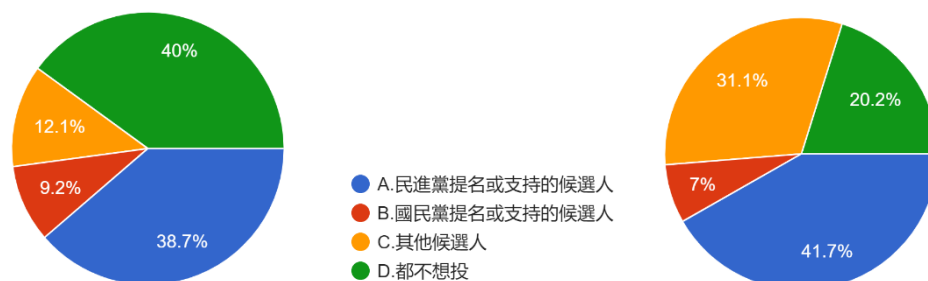 40%
12.1%
9.2%
38.7%
A.民進黨提名或支持的候選人
B.國民黨提名或支持的候選人
C.其他候選人
D.都不想投
31.1%
20.2%
7%
41.7%